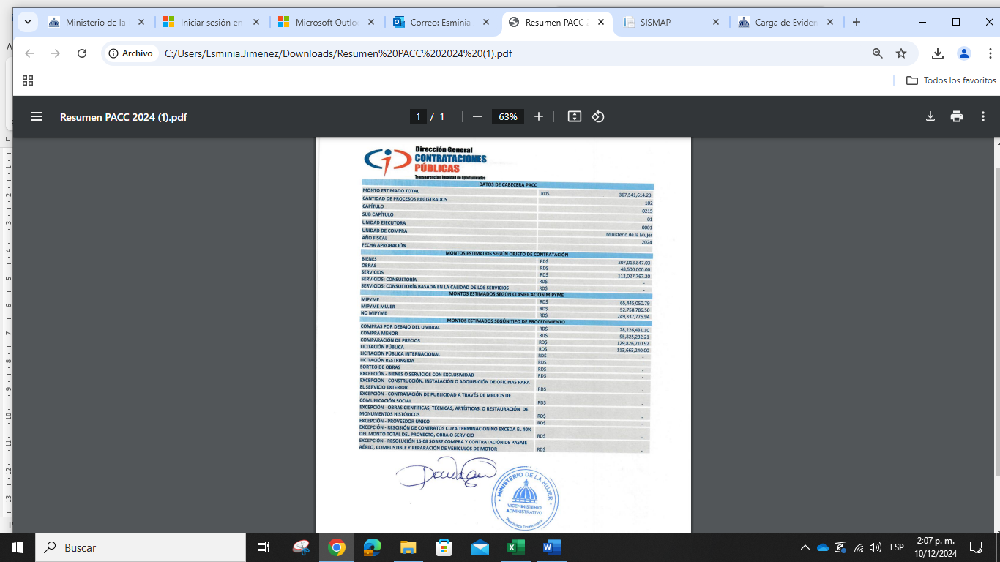 Ministerio de la
Iniciar sesión en
Microsoft Outlo
Correo: Esminia
Resumen PACC 2
SISMAP
Carga de Eviden
Archivo
C:/Users/Esminia.Jimenez/Downloads/Resumen%20PACC%202024%20(1).pdf
Todos los favoritos
Resumen PACC 2024 (1).pdf
1 / 1
63%
Dirección General
CONTRATACIONES
PÚBLICAS
Transparencia e Igualdad de Oportunidades
DATOS DE CABECERA PACC
MONTO ESTIMADO TOTAL RD$ 367,541,614.23
CANTIDAD DE PROCESOS REGISTRADOS 102
CAPÍTULO 0215
SUB CAPÍTULO 01
UNIDAD EJECUTORA 0001
UNIDAD DE COMPRA Ministerio de la Mujer
AÑO FISCAL 2024
FECHA APROBACIÓN
MONTOS ESTIMADOS SEGÚN OBJETO DE CONTRATACIÓN
BIENES RD$ 207,013,847.03
OBRAS RD$ 48,500,000.00
SERVICIOS RD$ 112,027,767.20
SERVICIOS: CONSULTORÍA RD$ -
SERVICIOS: CONSULTORÍA BASADA EN LA CALIDAD DE LOS SERVICIOS RD$ -
MONTOS ESTIMADOS SEGÚN CLASIFICACIÓN MIPYME
MIPYME RD$ 65,445,050.79
MIPYME MUJER RD$ 52,758,786.50
NO MIPYME RD$ 249,337,776.94
MONTOS ESTIMADOS SEGÚN TIPO DE PROCEDIMIENTO
COMPRAS POR DEBAJO DEL UMBRAL RD$ 28,226,431.10
COMPRA MENOR RD$ 95,825,232.21
COMPARACIÓN DE PRECIOS RD$ 129,826,710.92
LICITACIÓN PÚBLICA RD$ 113,663,240.00
LICITACIÓN PÚBLICA INTERNACIONAL RD$ -
LICITACIÓN RESTRINGIDA RD$ -
SORTEO DE OBRAS RD$ -
EXCEPCIÓN - BIENES O SERVICIOS CON EXCLUSIVIDAD RD$ -
EXCEPCIÓN - CONSTRUCCIÓN, INSTALACIÓN O ADQUISICIÓN DE OFICINAS PARA
EL SERVICIO EXTERIOR RD$ -
EXCEPCIÓN - CONTRATACIÓN DE PUBLICIDAD A TRAVÉS DE MEDIOS DE
COMUNICACIÓN SOCIAL RD$ -
EXCEPCIÓN - OBRAS CIENTÍFICAS, TÉCNICAS, ARTÍSTICAS, O RESTAURACIÓN DE
MONUMENTOS HISTÓRICOS RD$ -
EXCEPCIÓN - PROVEEDOR ÚNICO RD$ -
EXCEPCIÓN - RESCISIÓN DE CONTRATOS CUYA TERMINACIÓN NO EXCEDA EL 40%
DEL MONTO TOTAL DEL PROYECTO, OBRA O SERVICIO RD$ -
EXCEPCIÓN - RESOLUCIÓN 15-08 SOBRE COMPRA Y CONTRATACIÓN DE PASAJE
AÉREO, COMBUSTIBLE Y REPARACIÓN DE VEHÍCULOS DE MOTOR RD$ -
MINISTERIO DE LA MUJER
VICEMINISTERIO
ADMINISTRATIVO
República Dominicana
Buscar
ESP
2:07 p. m.
10/12/2024